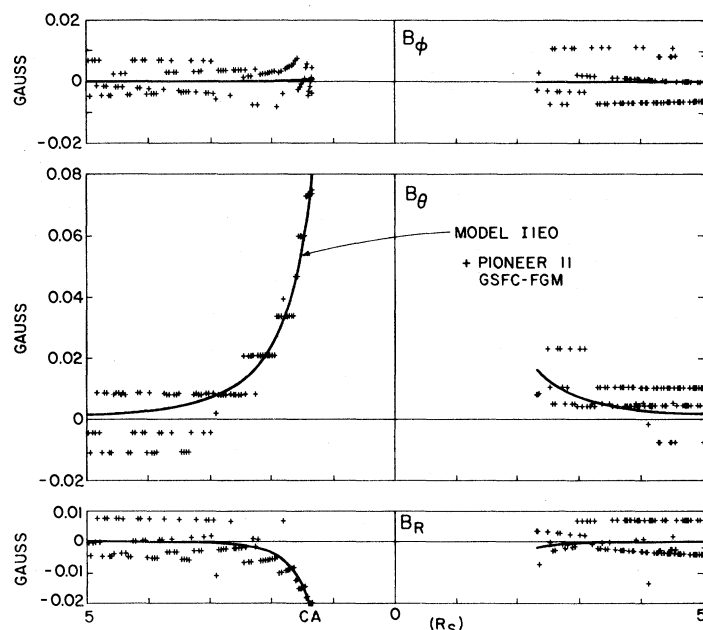 0.02
0
-0.02
GAUSS
Bφ
0.08
0.06
0.04
0.02
0
-0.02
GAUSS
Bθ
MODEL I1E0
+ PIONEER 11
GSFC-FGM
0.01
0
-0.01
-0.02
GAUSS
BR
5 CA 0 (RS) 5